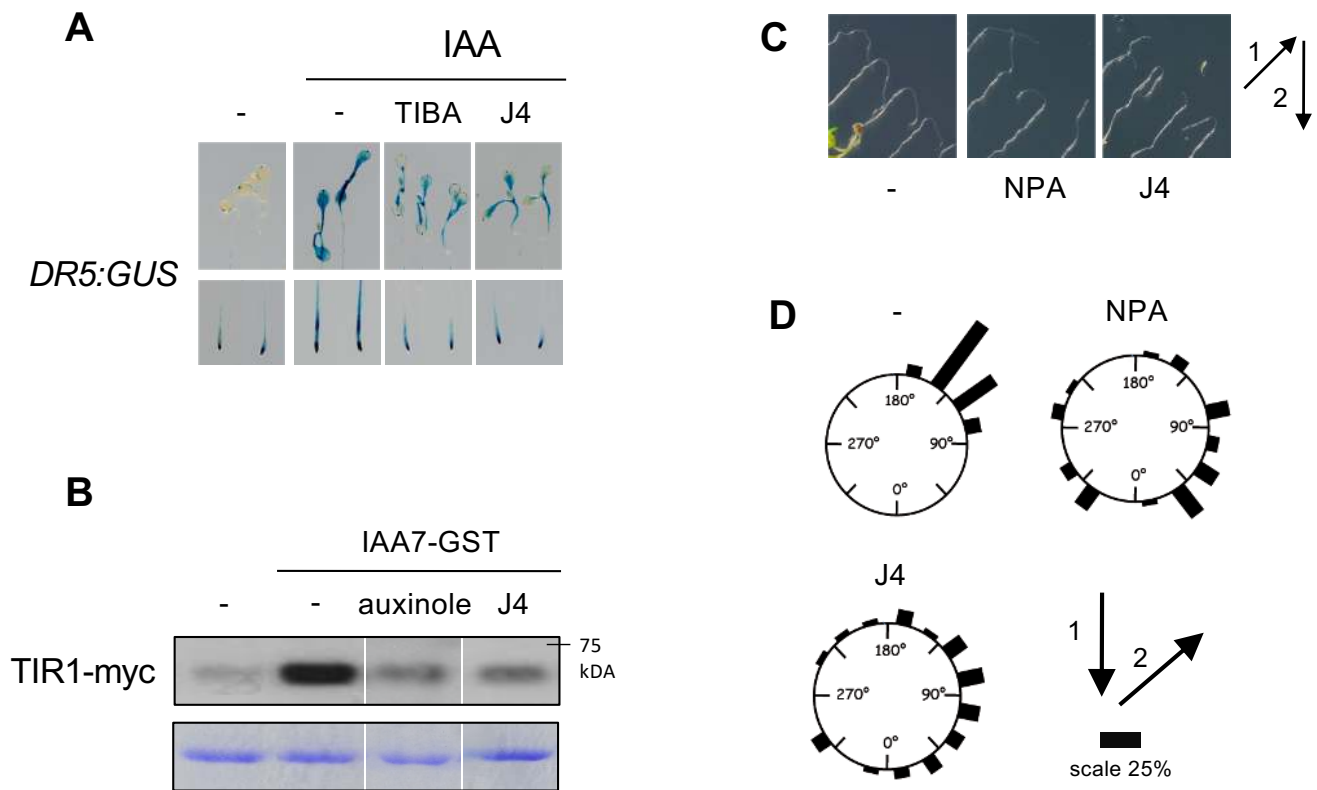 A
IAA
- - TIBA J4
DR5:GUS
B
IAA7-GST
- - auxinole J4
75
kDA
TIR1-myc
C
1
2
- NPA J4
D
- NPA
180°
270° 90°
0°
180°
270° 90°
0°
J4
180°
270° 90°
0°
1
2
scale 25%